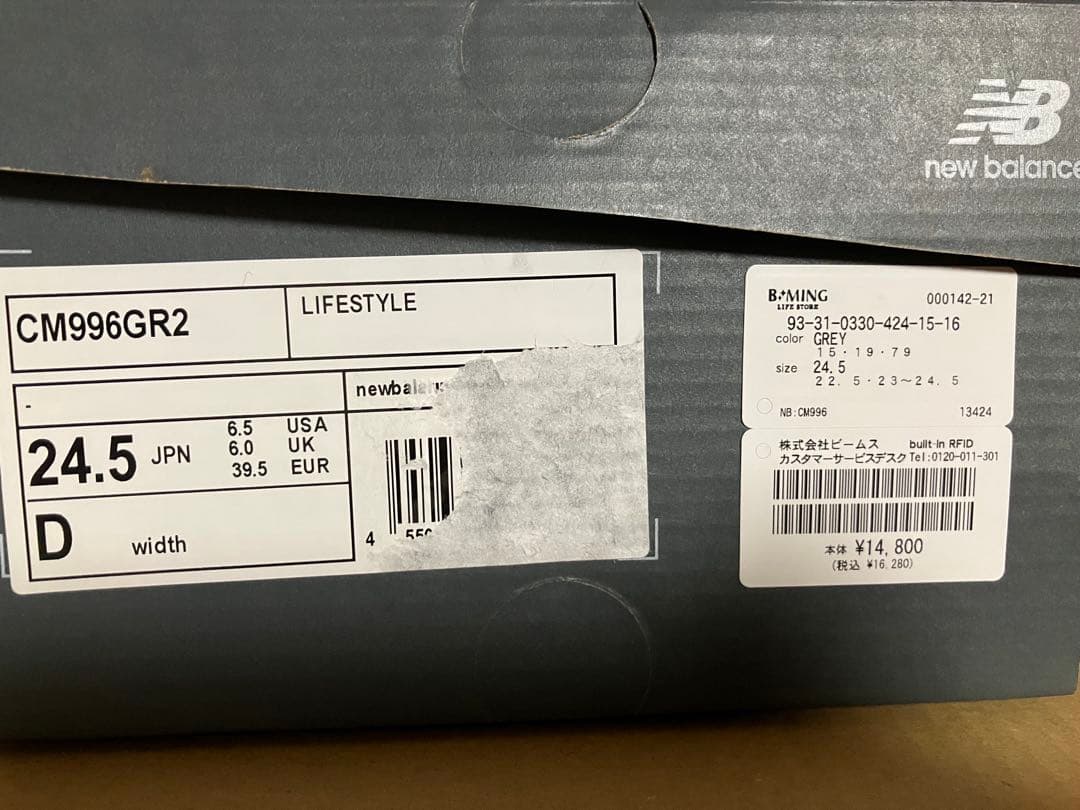 NB
new balance
CM996GR2
LIFESTYLE
-
newbalan
24.5 JPN
6.5 USA
6.0 UK
39.5 EUR
D width
4 550
B:MING
LIFE STORE
000142-21
93-31-0330-424-15-16
color GREY
15・19・79
size 24.5
22.5・23～24.5
NB:CM996 13424
株式会社ビームス built-in RFID
カスタマーサービスデスク Tel:0120-011-301
本体 ¥14,800
(税込 ¥16,280)